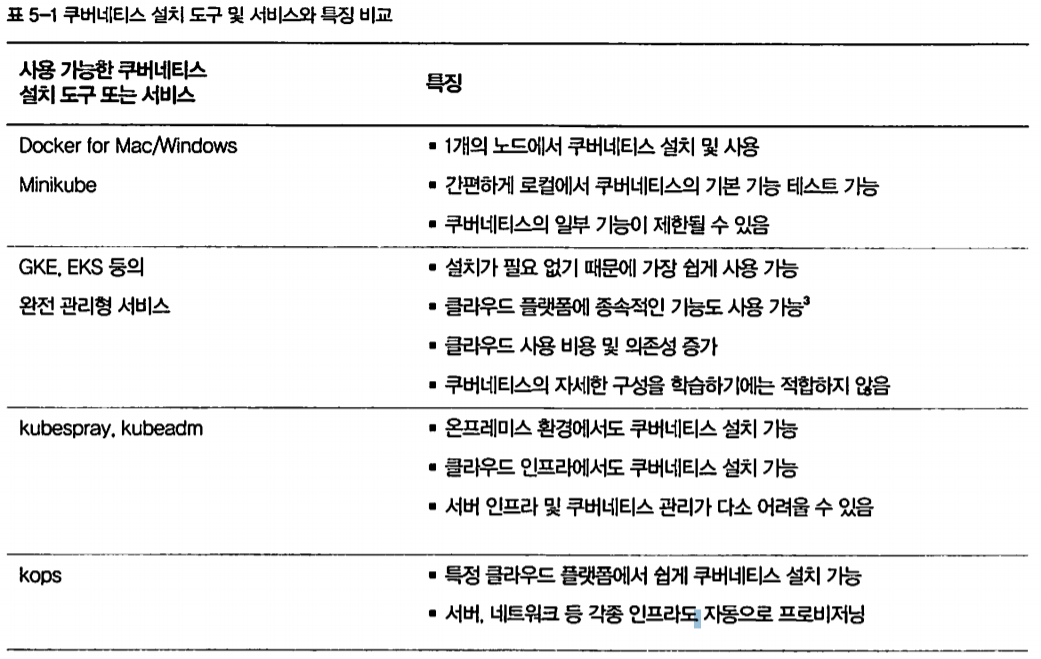 표 5-1 쿠버네티스 설치 도구 및 서비스와 특징 비교
사용 가능한 쿠버네티스
설치 도구 또는 서비스
특징
Docker for Mac/Windows
▪ 1개의 노드에서 쿠버네티스 설치 및 사용
Minikube
▪ 간편하게 로컬에서 쿠버네티스의 기본 기능 테스트 가능
▪ 쿠버네티스의 일부 기능이 제한될 수 있음
GKE, EKS 등의
▪ 설치가 필요 없기 때문에 가장 쉽게 사용 가능
완전 관리형 서비스
▪ 클라우드 플랫폼에 종속적인 기능도 사용 가능³
▪ 클라우드 사용 비용 및 의존성 증가
▪ 쿠버네티스의 자세한 구성을 학습하기에는 적합하지 않음
kubespray, kubeadm
▪ 온프레미스 환경에서도 쿠버네티스 설치 가능
▪ 클라우드 인프라에서도 쿠버네티스 설치 가능
▪ 서버 인프라 및 쿠버네티스 관리가 다소 어려울 수 있음
kops
▪ 특정 클라우드 플랫폼에서 쉽게 쿠버네티스 설치 가능
▪ 서버, 네트워크 등 각종 인프라도 자동으로 프로비저닝